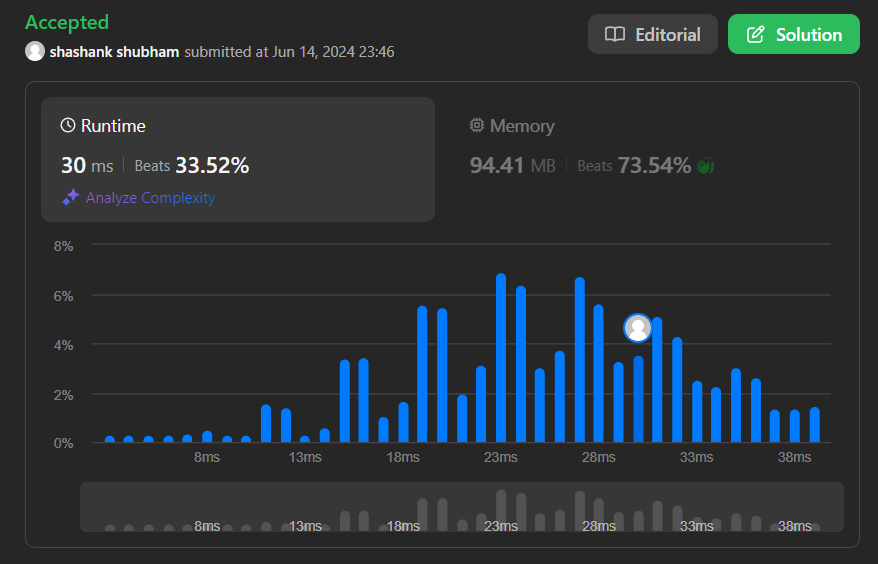 Accepted
Editorial
Solution
shashank shubham submitted at Jun 14, 2024 23:46
Runtime
30 ms | Beats 33.52%
Analyze Complexity
Memory
94.41 MB | Beats 73.54%
8%
6%
4%
2%
0%
8ms 13ms 18ms 23ms 28ms 33ms 38ms
8ms 13ms 18ms 23ms 28ms 33ms 38ms